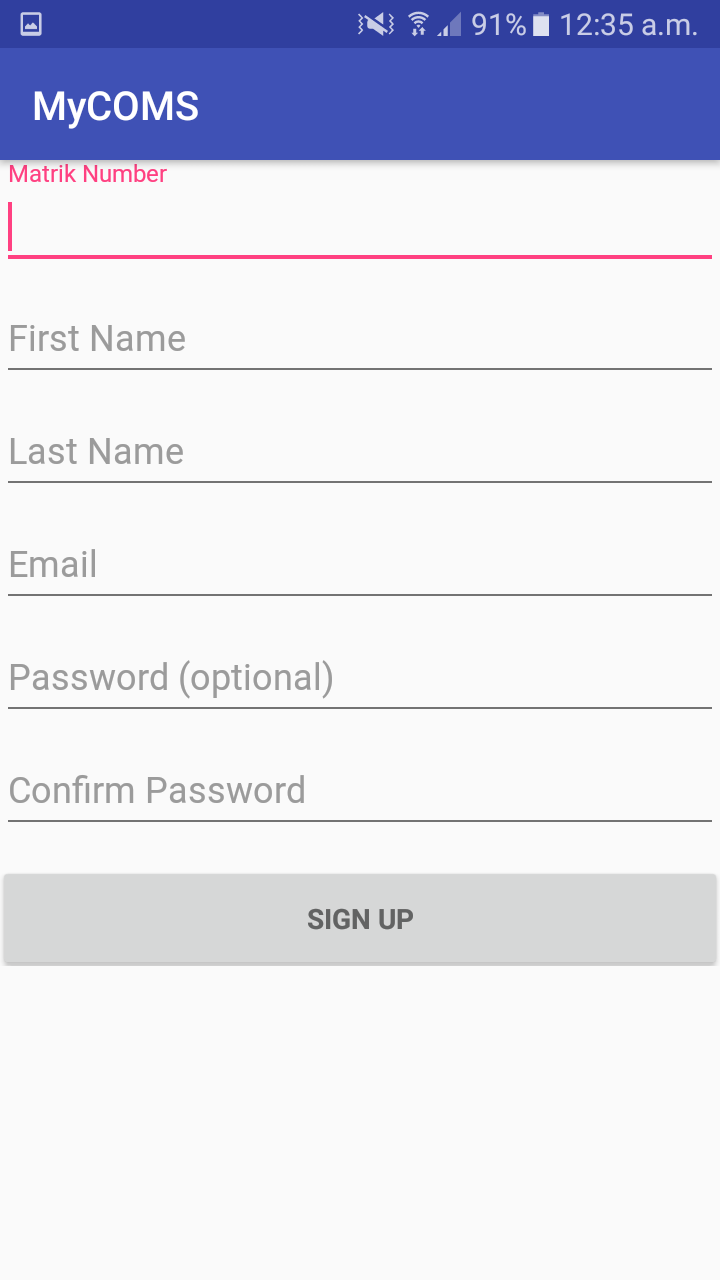 91% 12:35 a.m.
MyCOMS
Matrik Number
First Name
Last Name
Email
Password (optional)
Confirm Password
SIGN UP